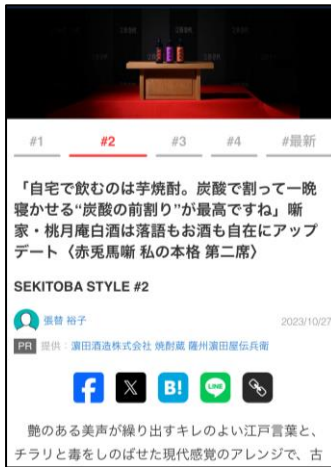 #1
#2
#3
#4
#最新
「自宅で飲むのは芋焼酎。炭酸で割って一晩
寝かせる“炭酸の前割り”が最高ですね」噺
家・桃月庵白酒は落語もお酒も自在にアップ
デート〈赤兎馬噺 私の本格 第二席〉
SEKITOBA STYLE #2
張替 裕子
2023/10/27
PR 提供: 濵田酒造株式会社 焼酎蔵 薩州濵田屋伝兵衛
B!
LINE
艶のある美声が繰り出すキレのよい江戸言葉と、
チラリと毒をしのばせた現代感覚のアレンジで、古